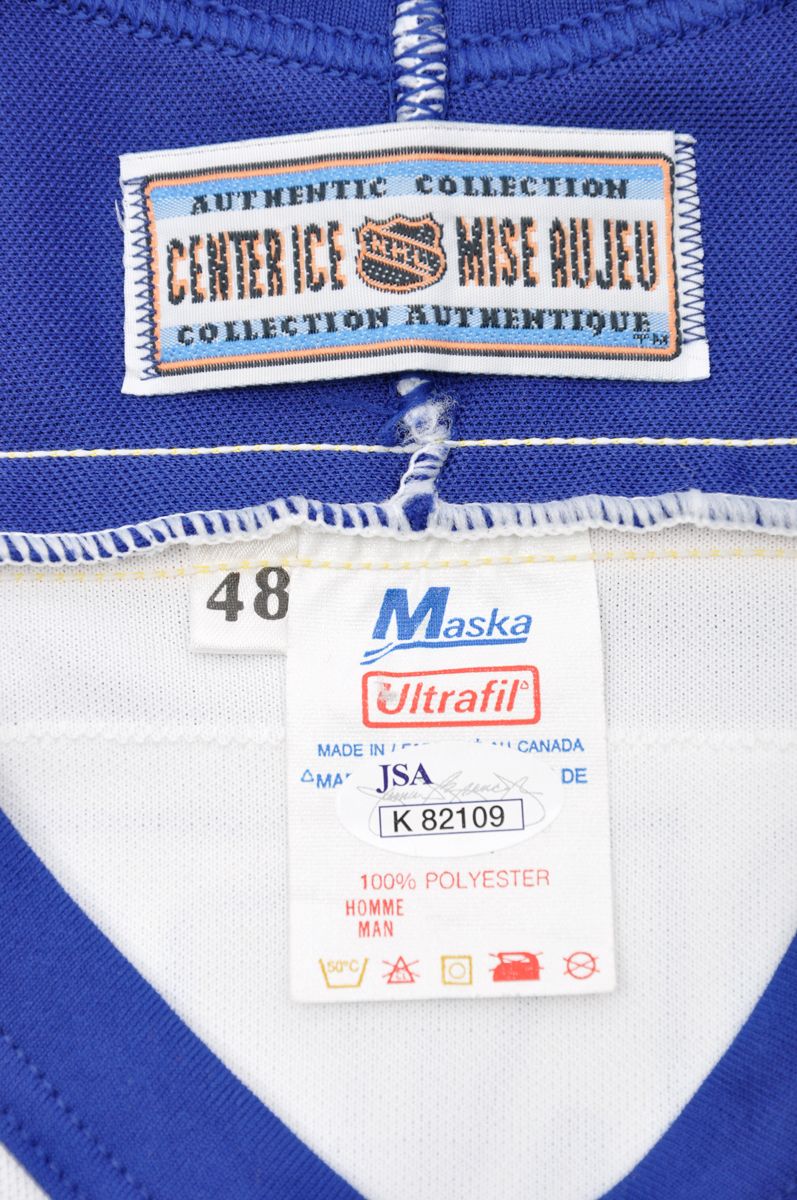 AUTHENTIC COLLECTION
CENTER ICE NHL MISE AU JEU
COLLECTION AUTHENTIQUE
48
Maska
Ultrafil
MADE IN / AU CANADA
DE
JSA
K 82109
100% POLYESTER
HOMME
MAN
50°C